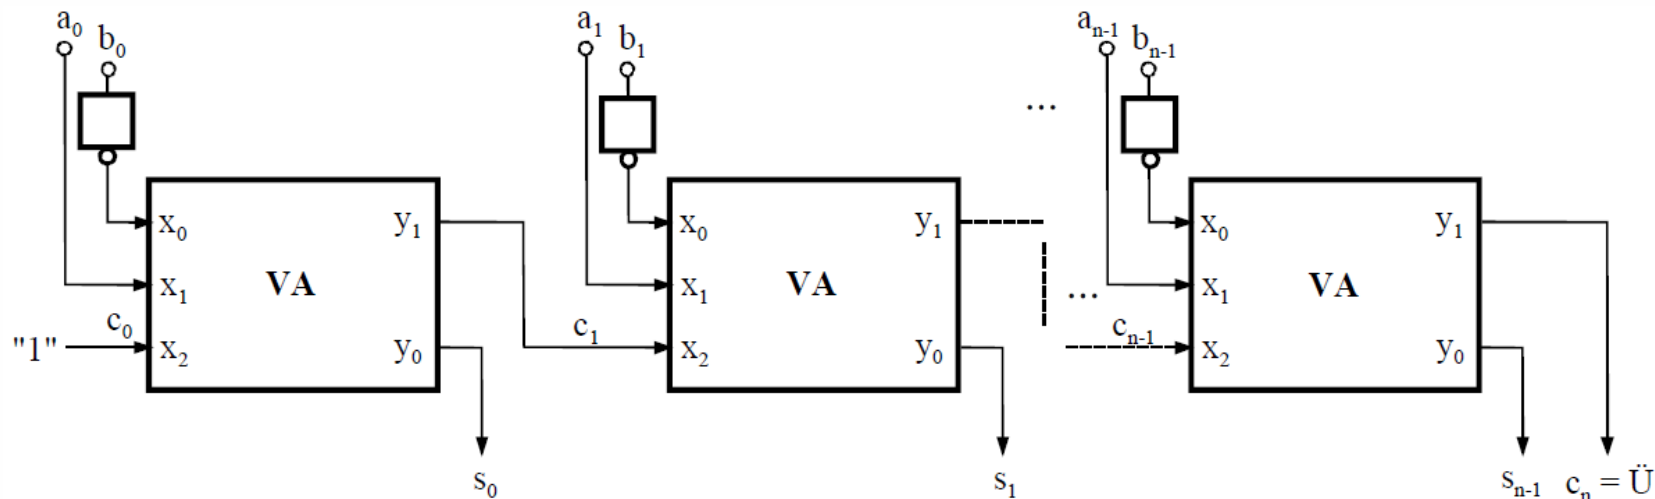 a0 a1 an-1
b0 b1 bn-1
...
x0 y1 x0 y1 x0 y1
x1 VA x1 VA ... x1 VA
"1" c0 x2 y0 c1 x2 y0 cn-1 x2 y0
s0 s1 sn-1 cn = Ü